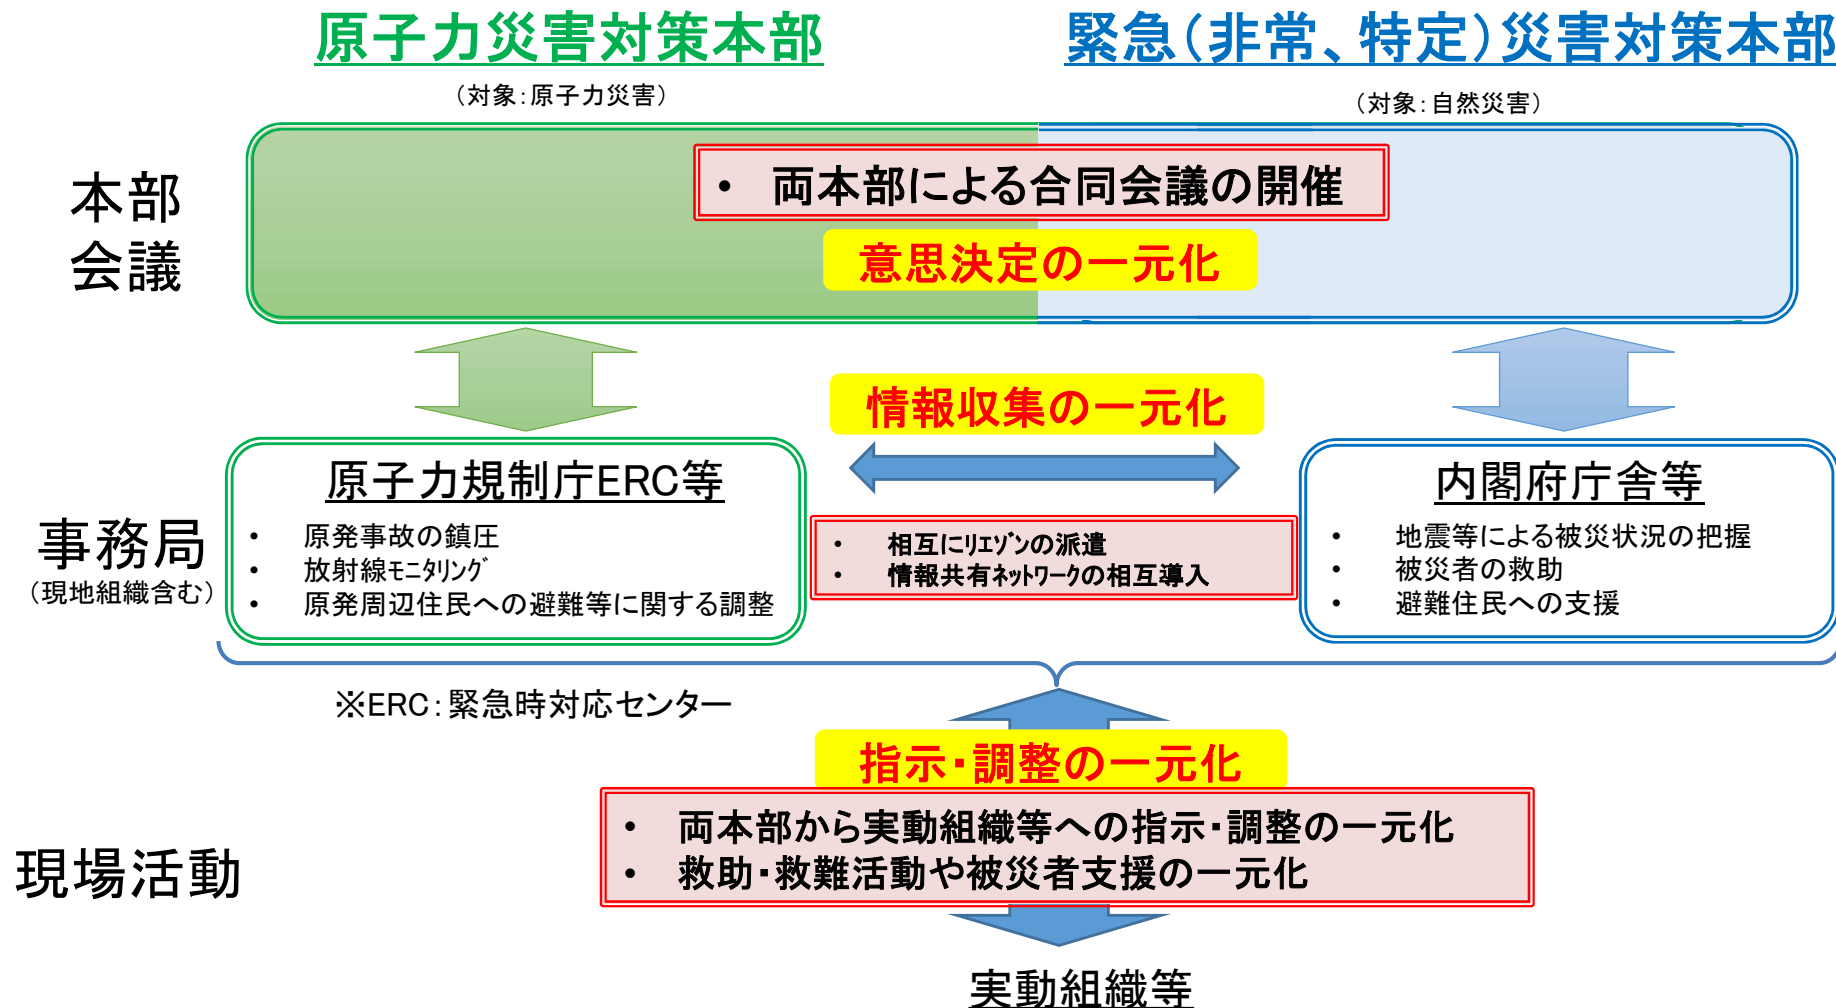 原子力災害対策本部
緊急（非常、特定）災害対策本部
（対象：原子力災害）
（対象：自然災害）
本部
会議
• 両本部による合同会議の開催
意思決定の一元化
情報収集の一元化
事務局
（現地組織含む）
原子力規制庁ERC等
• 原発事故の鎮圧
• 放射線ﾓﾆﾀﾘﾝｸﾞ
• 原発周辺住民への避難等に関する調整
• 相互にﾘｴｿﾞﾝの派遣
• 情報共有ﾈｯﾄﾜｰｸの相互導入
内閣府庁舎等
• 地震等による被災状況の把握
• 被災者の救助
• 避難住民への支援
※ERC：緊急時対応センター
現場活動
指示・調整の一元化
• 両本部から実動組織等への指示・調整の一元化
• 救助・救難活動や被災者支援の一元化
実動組織等